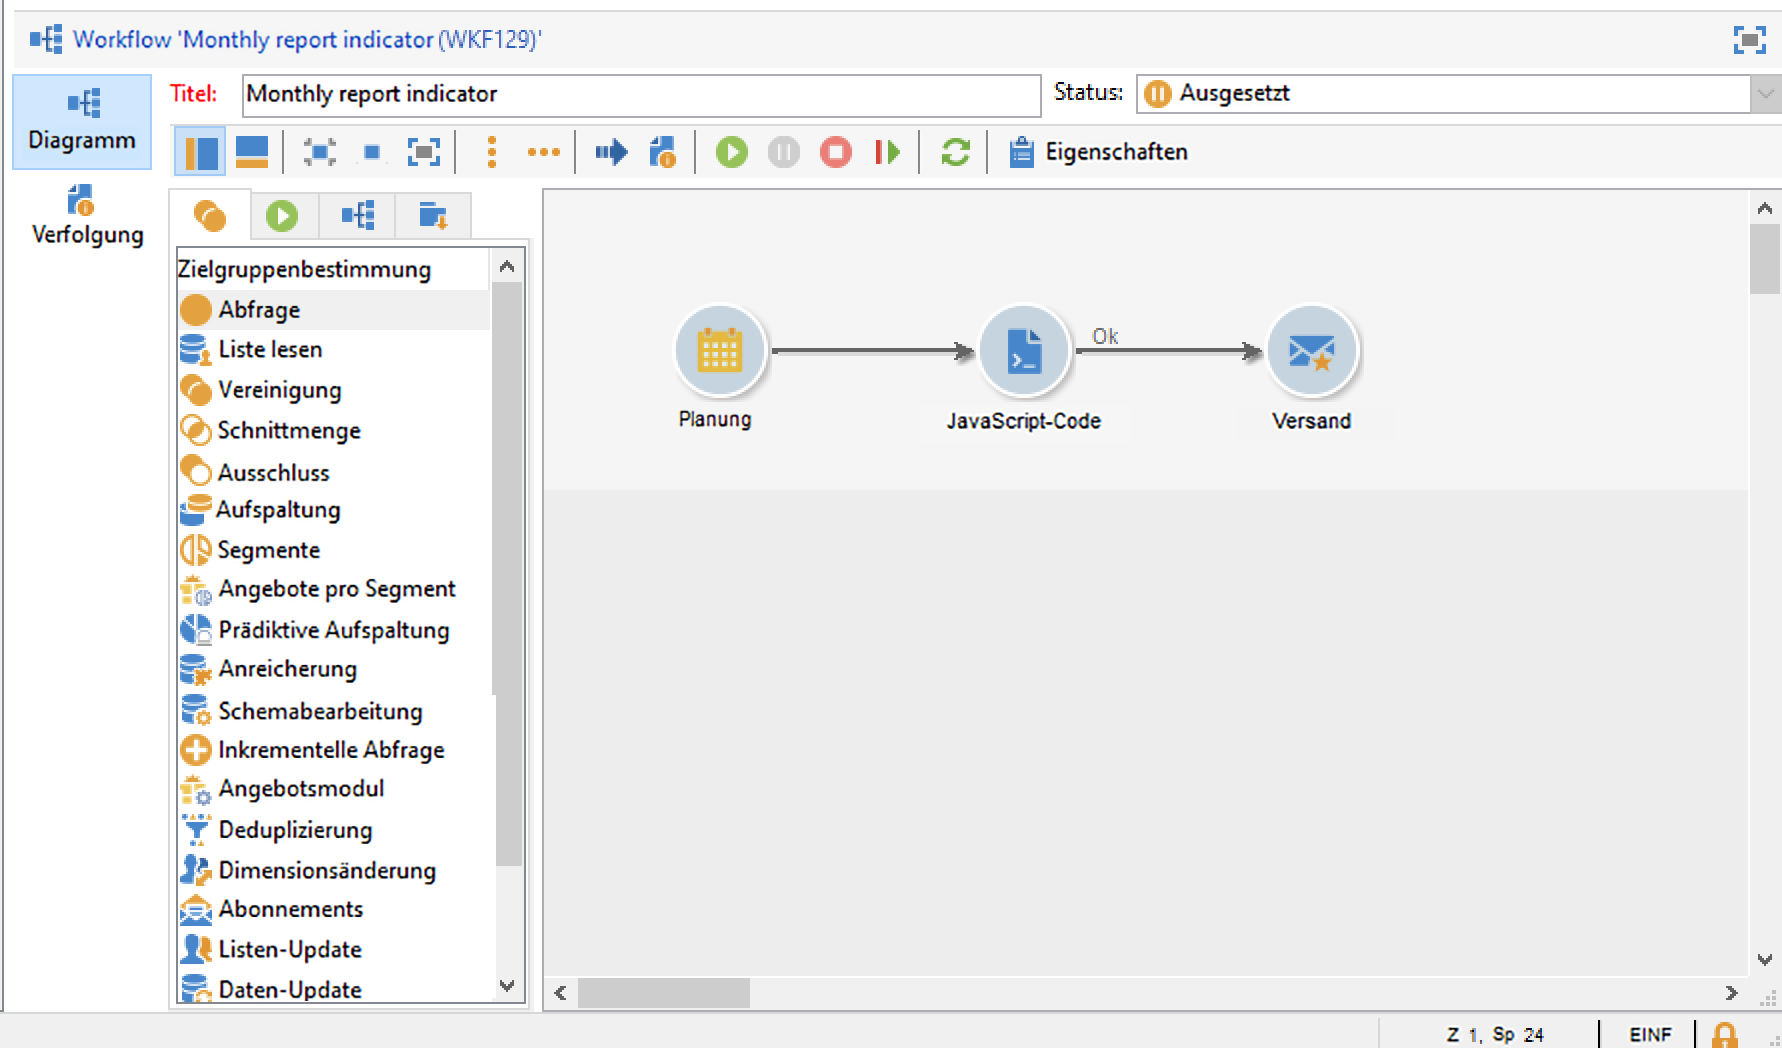 Workflow 'Monthly report indicator (WKF129)'
Diagramm
Verfolgung
Titel: Monthly report indicator Status: Ausgesetzt
Eigenschaften
Zielgruppenbestimmung
Abfrage
Liste lesen
Vereinigung
Schnittmenge
Ausschluss
Aufspaltung
Segmente
Angebote pro Segment
Prädiktive Aufspaltung
Anreicherung
Schemabearbeitung
Inkrementelle Abfrage
Angebotsmodul
Deduplizierung
Dimensionsänderung
Abonnements
Listen-Update
Daten-Update
Ok
Planung
JavaScript-Code
Versand
Z 1, Sp 24 EINF